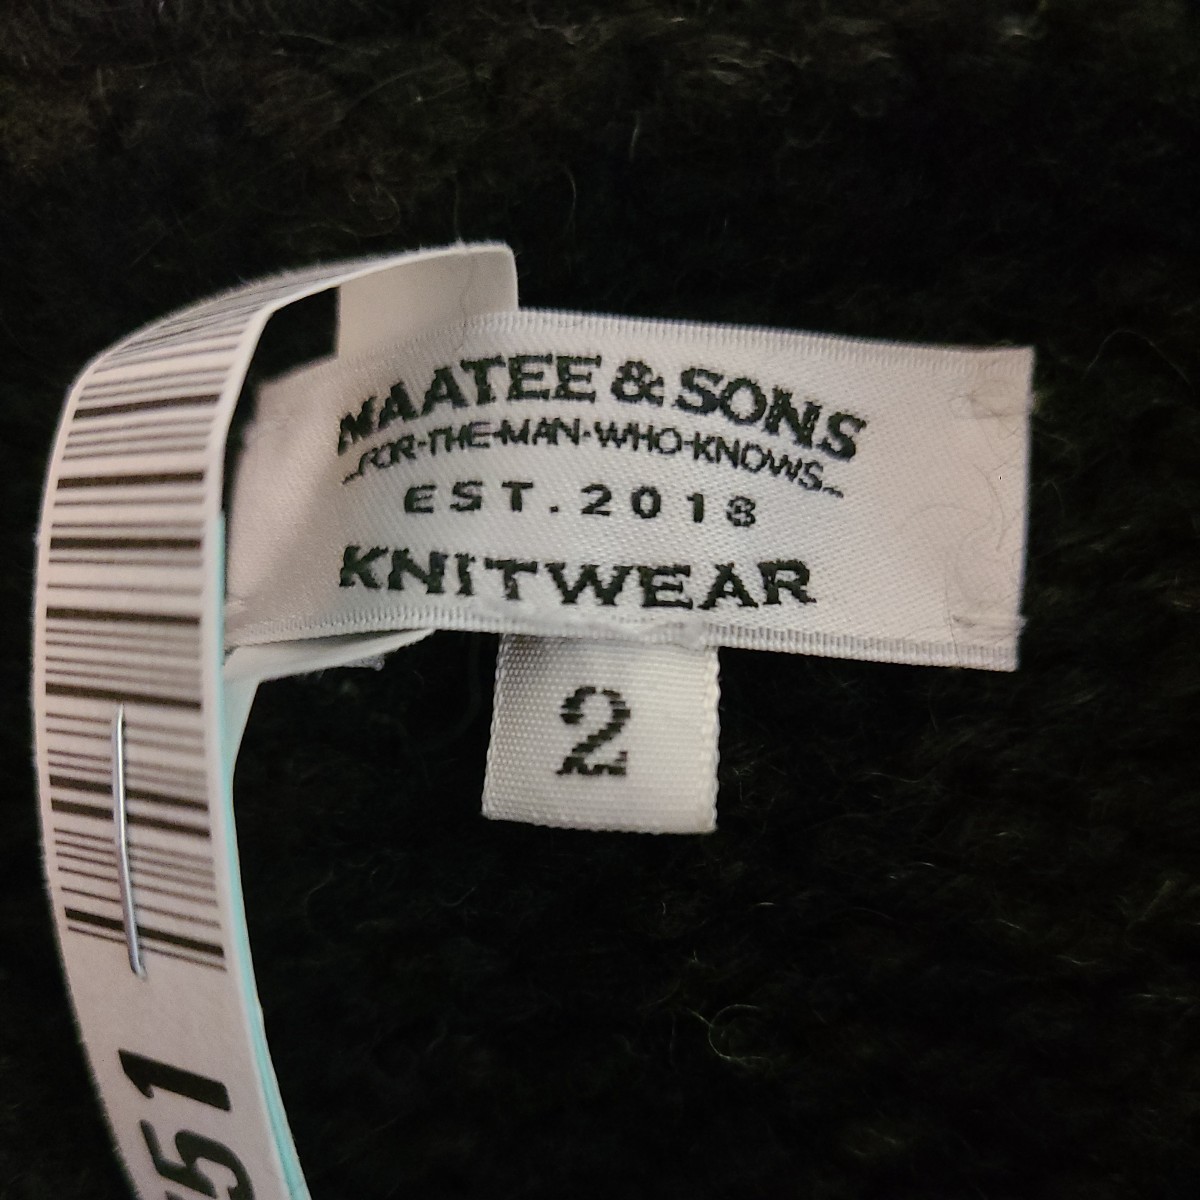 MAATEE & SONS
FOR-THE-MAN-WHO-KNOWS
EST. 2018
KNITWEAR
2
51